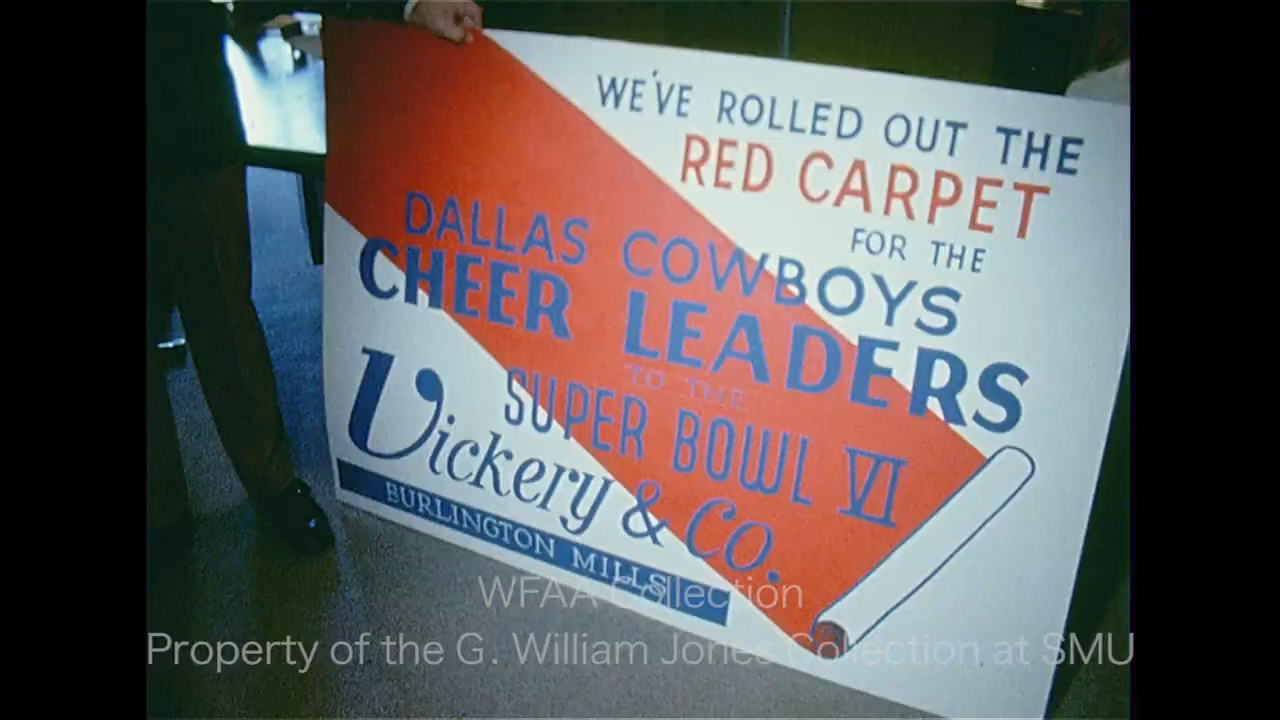 WE'VE ROLLED OUT THE
RED CARPET
FOR THE
DALLAS COWBOYS
CHEER LEADERS
TO THE
SUPER BOWL VI
Vickery & Co.
BURLINGTON MILLS
WFAA Collection
Property of the G. William Jones Collection at SMU